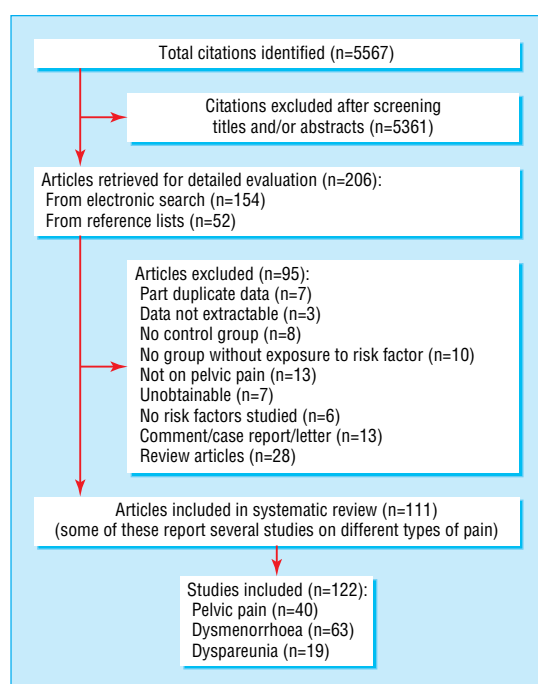 Total citations identified (n=5567)
Citations excluded after screening
titles and/or abstracts (n=5361)
Articles retrieved for detailed evaluation (n=206):
From electronic search (n=154)
From reference lists (n=52)
Articles excluded (n=95):
Part duplicate data (n=7)
Data not extractable (n=3)
No control group (n=8)
No group without exposure to risk factor (n=10)
Not on pelvic pain (n=13)
Unobtainable (n=7)
No risk factors studied (n=6)
Comment/case report/letter (n=13)
Review articles (n=28)
Articles included in systematic review (n=111)
(some of these report several studies on different types of pain)
Studies included (n=122):
Pelvic pain (n=40)
Dysmenorrhoea (n=63)
Dyspareunia (n=19)